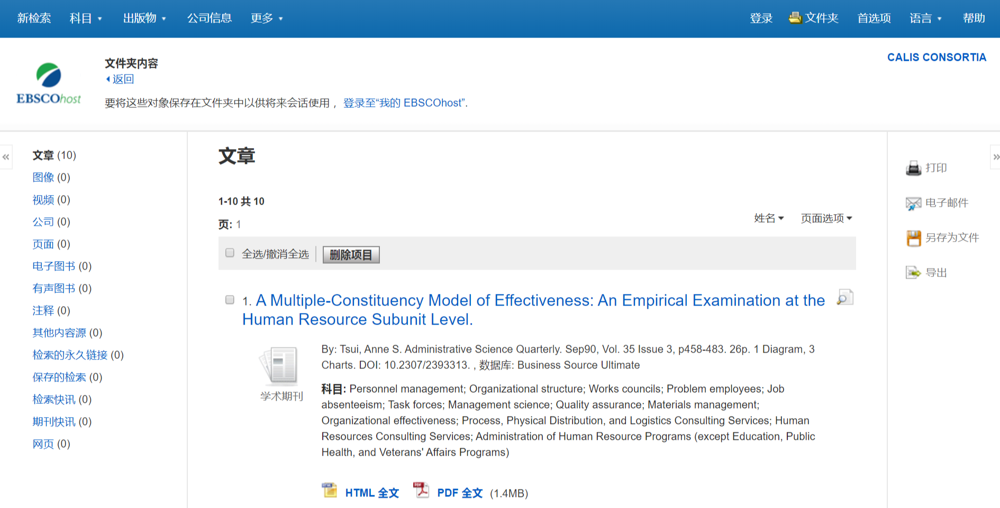 新检索 科目 出版物 公司信息 更多 登录 文件夹 首选项 语言 帮助
CALIS CONSORTIA
EBSCOhost
文件夹内容
返回
要将这些对象保存在文件夹中以供将来会话使用， 登录至“我的 EBSCOhost”.
«
文章 (10)
图像 (0)
视频 (0)
公司 (0)
页面 (0)
电子图书 (0)
有声图书 (0)
注释 (0)
其他内容源 (0)
检索的永久链接 (0)
保存的检索 (0)
检索快讯 (0)
期刊快讯 (0)
网页 (0)
文章
1-10 共 10
页: 1
姓名 页面选项
全选/撤消全选 删除项目
1. A Multiple-Constituency Model of Effectiveness: An Empirical Examination at the
Human Resource Subunit Level.
学术期刊
By: Tsui, Anne S. Administrative Science Quarterly. Sep90, Vol. 35 Issue 3, p458-483. 26p. 1 Diagram, 3
Charts. DOI: 10.2307/2393313. , 数据库: Business Source Ultimate
科目: Personnel management; Organizational structure; Works councils; Problem employees; Job
absenteeism; Task forces; Management science; Quality assurance; Materials management;
Organizational effectiveness; Process, Physical Distribution, and Logistics Consulting Services; Human
Resources Consulting Services; Administration of Human Resource Programs (except Education, Public
Health, and Veterans' Affairs Programs)
HTML 全文 PDF 全文 (1.4MB)
»
打印
电子邮件
另存为文件
导出